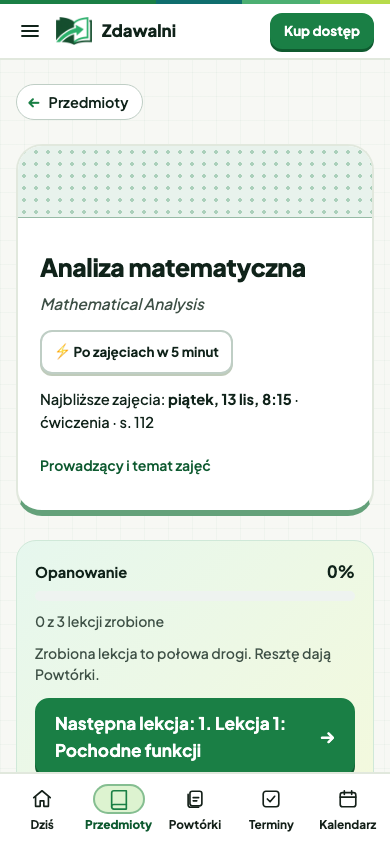 Zdawalni
Kup dostęp
← Przedmioty
Analiza matematyczna
Mathematical Analysis
⚡ Po zajęciach w 5 minut
Najbliższe zajęcia: piątek, 13 lis, 8:15 ·
ćwiczenia · s. 112
Prowadzący i temat zajęć
Opanowanie
0%
0 z 3 lekcji zrobione
Zrobiona lekcja to połowa drogi. Resztę dają
Powtórki.
Następna lekcja: 1. Lekcja 1:
Pochodne funkcji
→
Dziś
Przedmioty
Powtórki
Terminy
Kalendarz